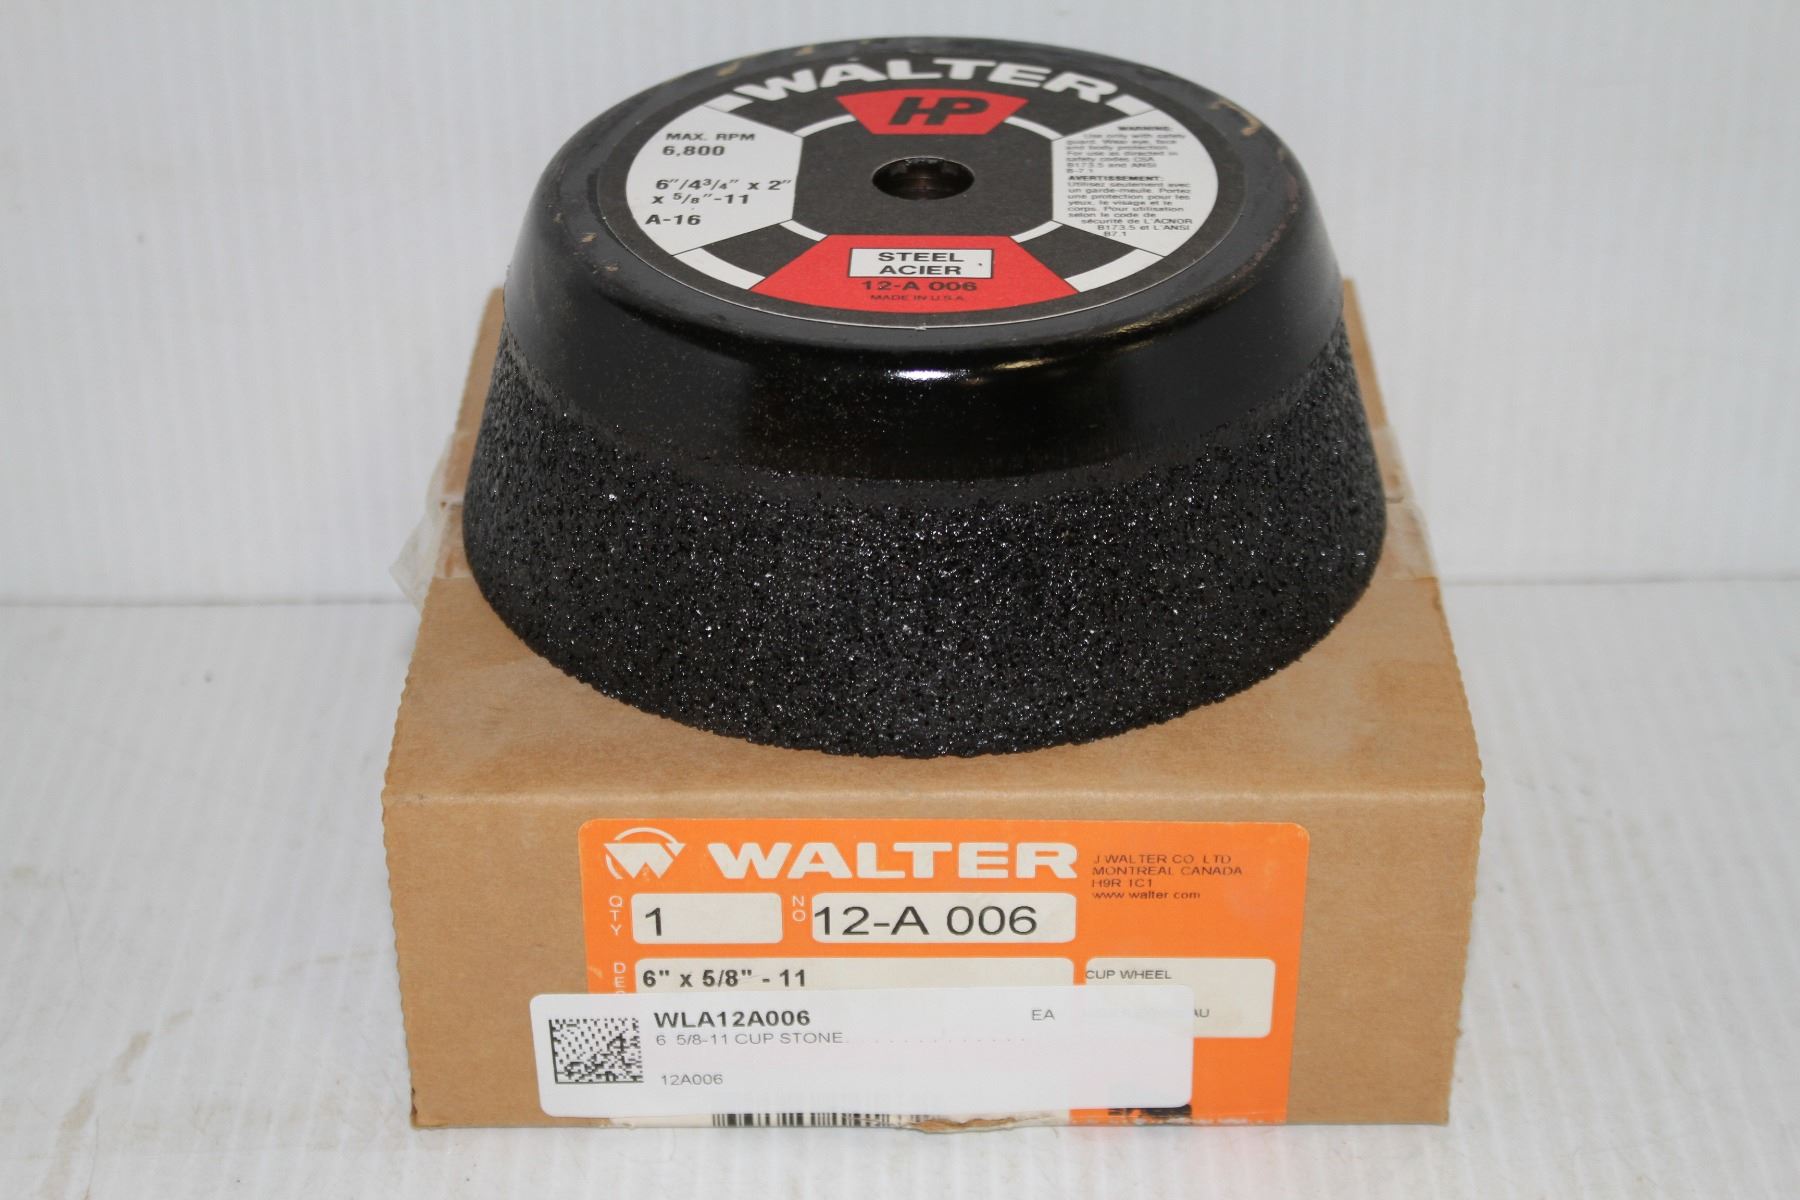 WALTER
HP
MAX. RPM
6,800
6"/4 3/4" x 2"
x 5/8"-11
A-16
WARNING:
Use only with safety
guard. Wear eye, face
and body protection.
For use as directed in
safety codes CSA
B173.5 and ANSI
B-7.1
AVERTISSEMENT:
Utilisez seulement avec
un garde-meule. Portez
une protection pour les
yeux, le visage et le
corps. Pour utilisation
selon le code de
sécurité de L'ACNOR
B173.5 et L'ANSI
B7.1
STEEL
ACIER
12-A 006
MADE IN U.S.A.
WALTER
J WALTER CO LTD
MONTREAL CANADA
H9R 1C1
www walter com
QTY
1
NO
12-A 006
6" x 5/8" - 11
CUP WHEEL
WLA12A006
EA
6 5/8-11 CUP STONE
12A006